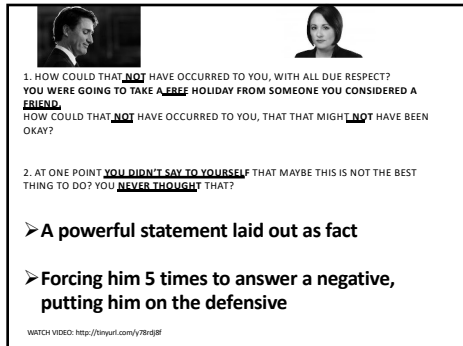 1. HOW COULD THAT NOT HAVE OCCURRED TO YOU, WITH ALL DUE RESPECT?
YOU WERE GOING TO TAKE A FREE HOLIDAY FROM SOMEONE YOU CONSIDERED A
FRIEND.
HOW COULD THAT NOT HAVE OCCURRED TO YOU, THAT THAT MIGHT NOT HAVE BEEN
OKAY?
2. AT ONE POINT YOU DIDN'T SAY TO YOURSELF THAT MAYBE THIS IS NOT THE BEST
THING TO DO? YOU NEVER THOUGHT THAT?
➢A powerful statement laid out as fact
➢Forcing him 5 times to answer a negative,
putting him on the defensive
WATCH VIDEO: http://tinyurl.com/y78rdj8f